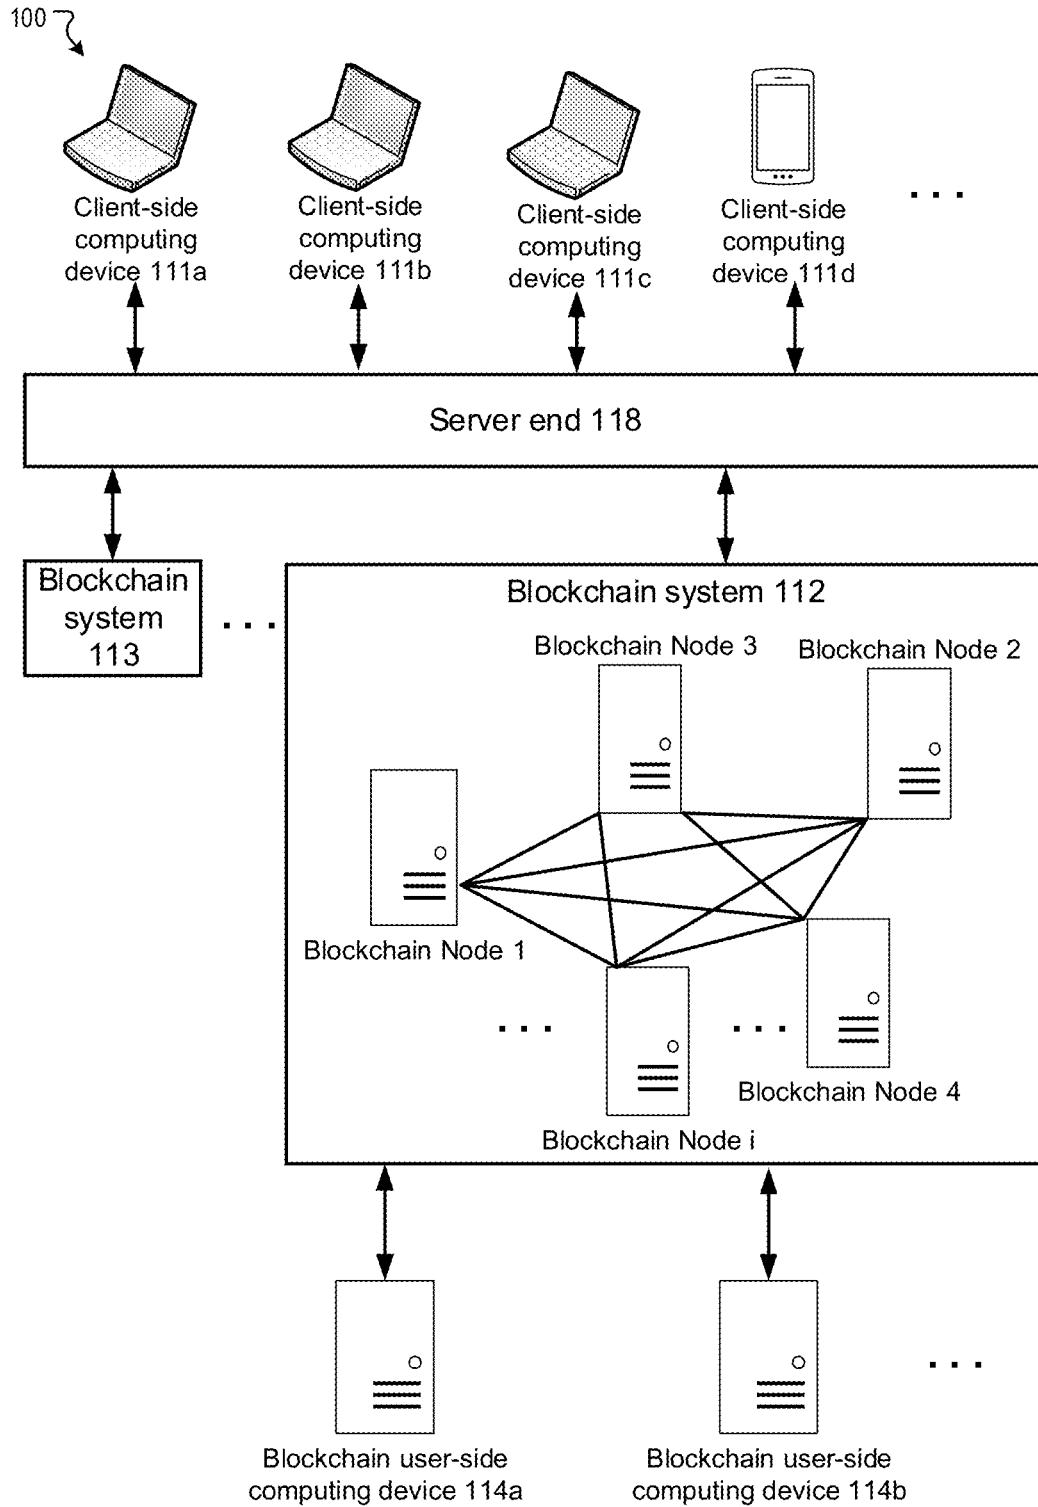 100
Client-side
computing
device 111a
Client-side
computing
device 111b
Client-side
computing
device 111c
Client-side
computing
device 111d
. . .
Server end 118
Blockchain
system
113
. . .
Blockchain system 112
Blockchain Node 3
Blockchain Node 2
Blockchain Node 1
. . .
. . .
Blockchain Node 4
Blockchain Node i
. . .
Blockchain user-side
computing device 114a
Blockchain user-side
computing device 114b